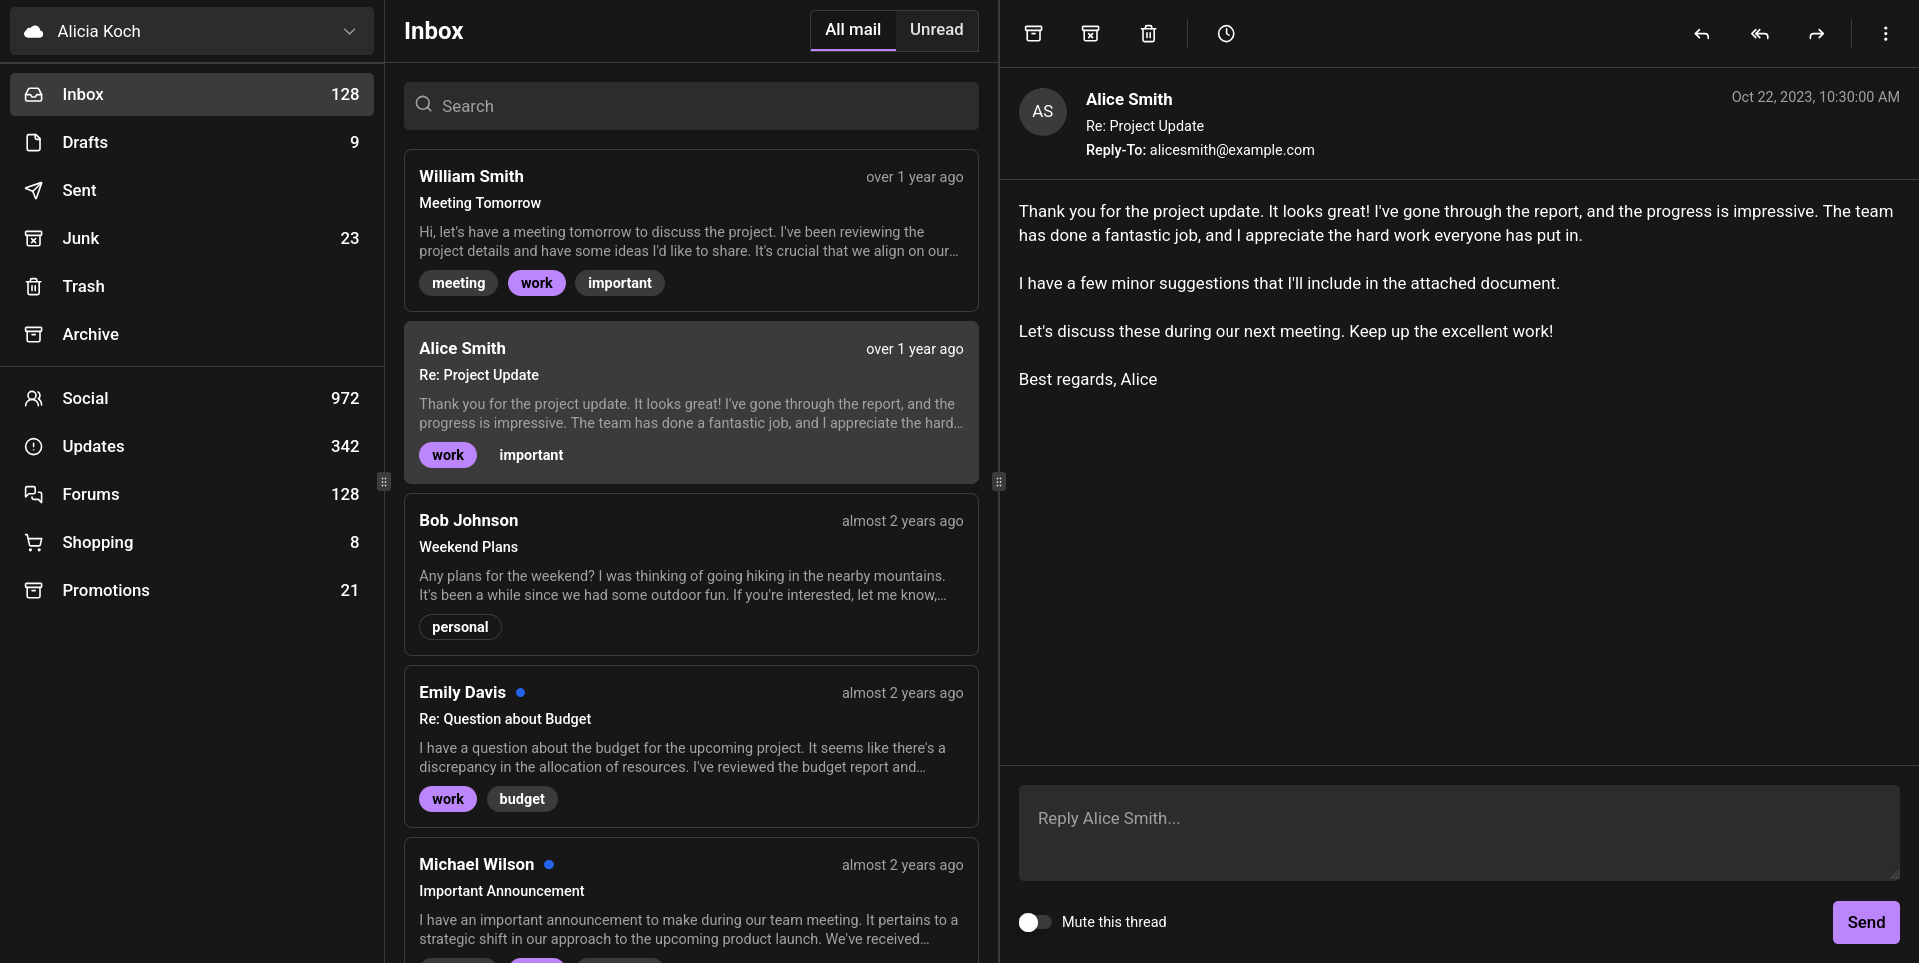 Alicia Koch
Inbox 128
Drafts 9
Sent
Junk 23
Trash
Archive
Social 972
Updates 342
Forums 128
Shopping 8
Promotions 21
Inbox
All mail Unread
Search
William Smith over 1 year ago
Meeting Tomorrow
Hi, let's have a meeting tomorrow to discuss the project. I've been reviewing the
project details and have some ideas I'd like to share. It's crucial that we align on our…
meeting work important
Alice Smith over 1 year ago
Re: Project Update
Thank you for the project update. It looks great! I've gone through the report, and the
progress is impressive. The team has done a fantastic job, and I appreciate the hard…
work important
Bob Johnson almost 2 years ago
Weekend Plans
Any plans for the weekend? I was thinking of going hiking in the nearby mountains.
It's been a while since we had some outdoor fun. If you're interested, let me know,…
personal
Emily Davis almost 2 years ago
Re: Question about Budget
I have a question about the budget for the upcoming project. It seems like there's a
discrepancy in the allocation of resources. I've reviewed the budget report and…
work budget
Michael Wilson almost 2 years ago
Important Announcement
I have an important announcement to make during our team meeting. It pertains to a
strategic shift in our approach to the upcoming product launch. We've received…
AS
Alice Smith Oct 22, 2023, 10:30:00 AM
Re: Project Update
Reply-To: alicesmith@example.com
Thank you for the project update. It looks great! I've gone through the report, and the progress is impressive. The team
has done a fantastic job, and I appreciate the hard work everyone has put in.
I have a few minor suggestions that I'll include in the attached document.
Let's discuss these during our next meeting. Keep up the excellent work!
Best regards, Alice
Reply Alice Smith...
Mute this thread
Send